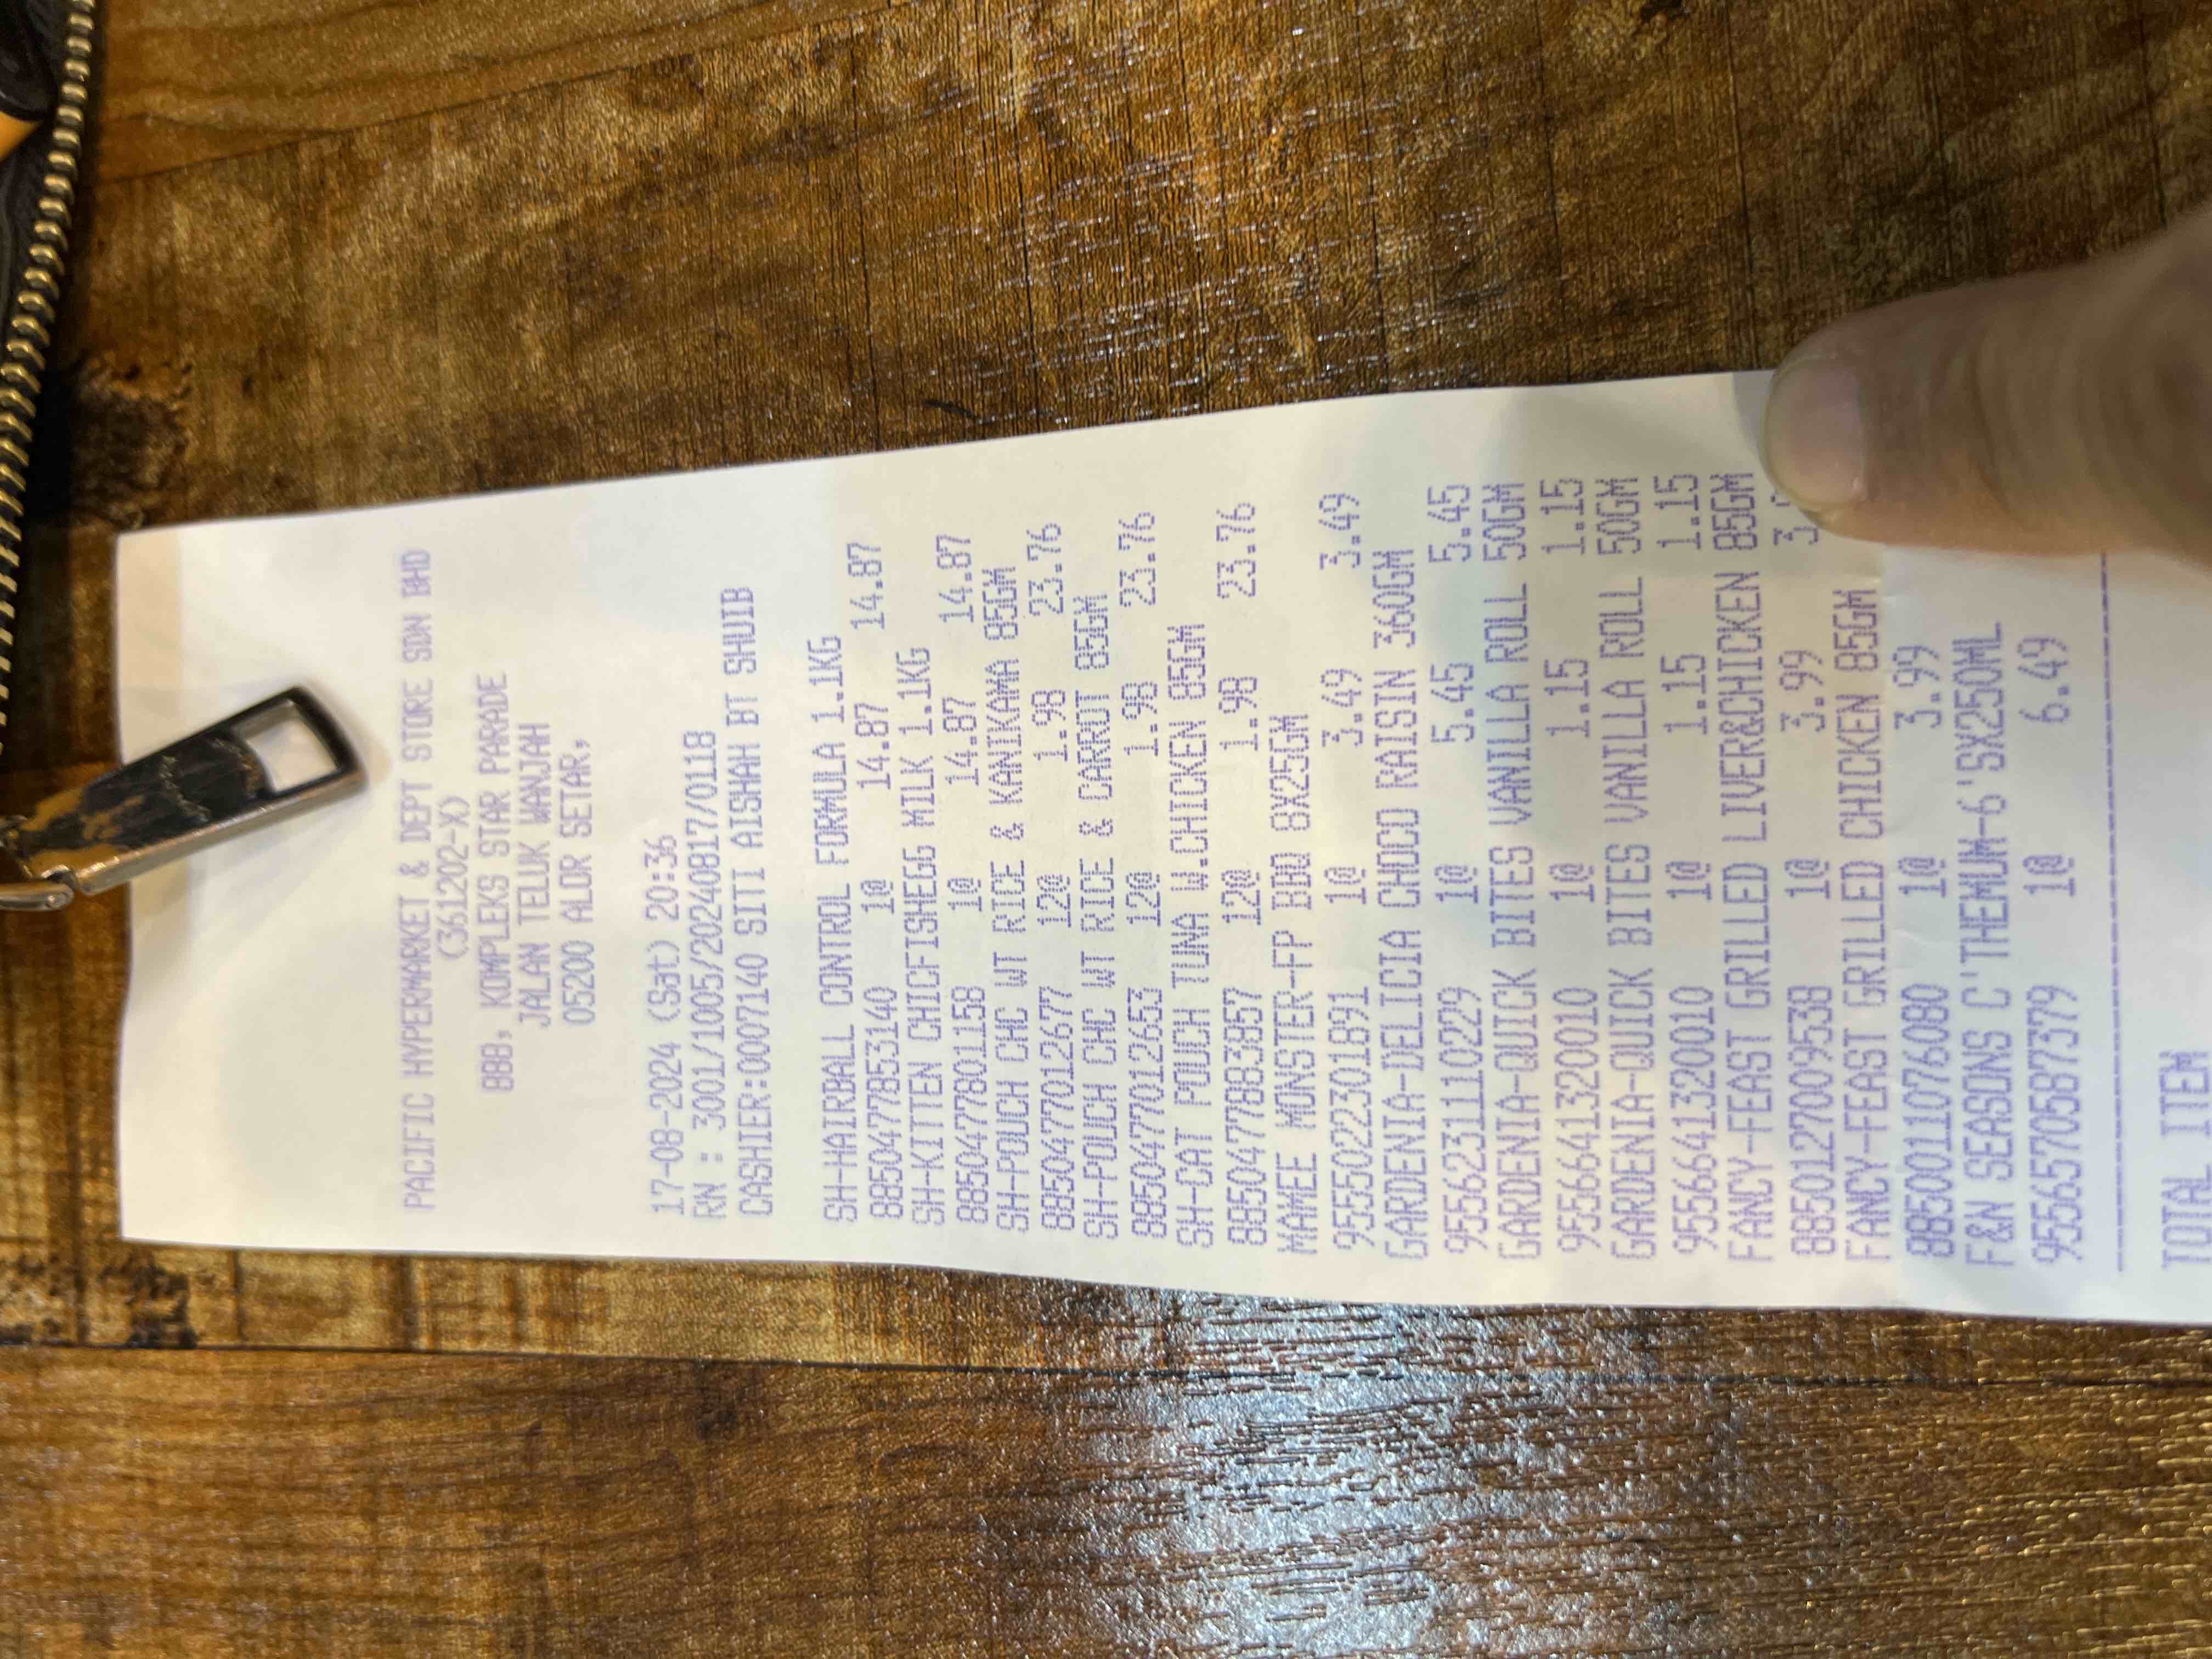 PACIFIC HYPERMARKET & DEPT STORE SDN BHD
(361202-X)
888, KOMPLEKS STAR PARADE
JALAN TELUK WANJAH
05200 ALOR SETAR,
17-08-2024 (Sat) 20:36
RN : 3001/1005/20240817/0118
CASHIER:0007140 SITI AISHAH BT SHUIB
SH-HAIRBALL CONTROL FORMULA 1.1KG
8850477853140 1@ 14.87 14.87
SH-KITTEN CHICFISHEGG MILK 1.1KG
8850477801158 1@ 14.87 14.87
SH-POUCH CHC WT RICE & KANIKAMA 85GM
8850477012677 12@ 1.98 23.76
SH-POUCH CHC WT RICE & CARROT 85GM
8850477012653 12@ 1.98 23.76
SH-CAT POUCH TUNA W.CHICKEN 85GM
8850477883857 12@ 1.98 23.76
MAMEE MONSTER-FP BBQ 8X25GM
9555022301891 1@ 3.49 3.49
GARDENIA-DELICIA CHOCO RAISIN 360GM
9556231110229 1@ 5.45 5.45
GARDENIA-QUICK BITES VANILLA ROLL 50GM
9556641320010 1@ 1.15 1.15
GARDENIA-QUICK BITES VANILLA ROLL 50GM
9556641320010 1@ 1.15 1.15
FANCY-FEAST GRILLED LIVER&CHICKEN 85GM
8850127009538 1@ 3.99
FANCY-FEAST GRILLED CHICKEN 85GM
8850011076080 1@ 3.99
F&N SEASONS C'THEMUM-6'SX250ML
9556570587379 1@ 6.49
TOTAL ITEM